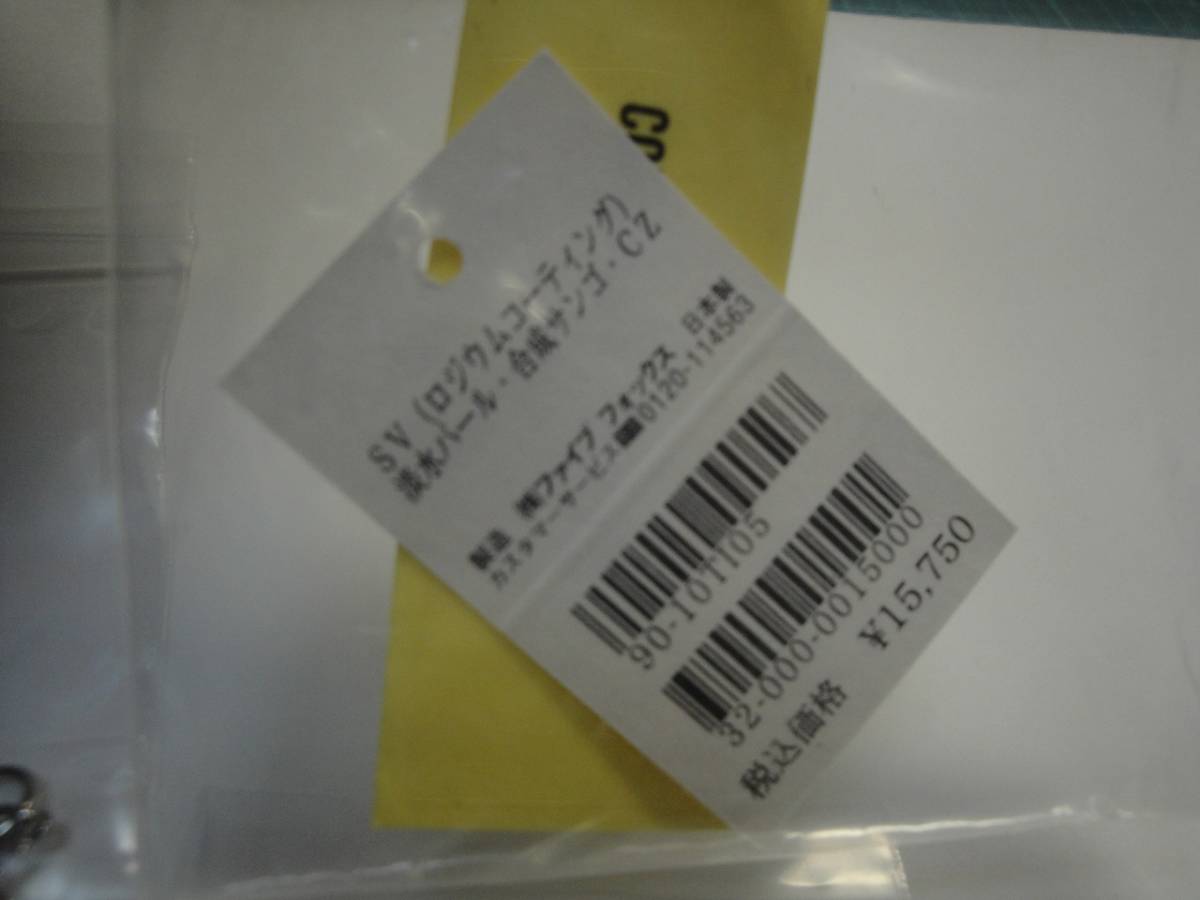 CC
SV (ロジウムコーティング)
淡水パール・合成サンゴ・CZ
製造 ㈱ファイブ フォックス 日本製
カスタマーサービス☎0120-114563
90-10TT105
32-000-0015000
税込価格 ¥15,750